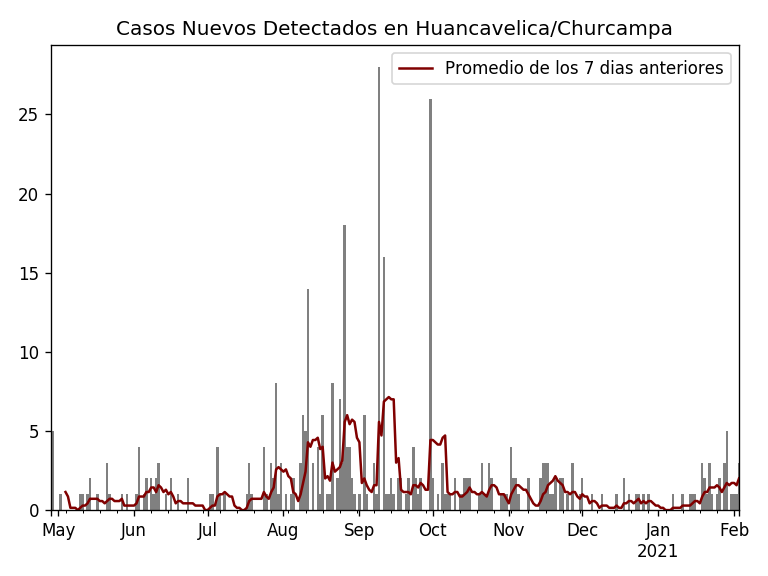 Casos Nuevos Detectados en Huancavelica/Churcampa
Promedio de los 7 dias anteriores
25
20
15
10
5
0
May Jun Jul Aug Sep Oct Nov Dec Jan Feb
2021